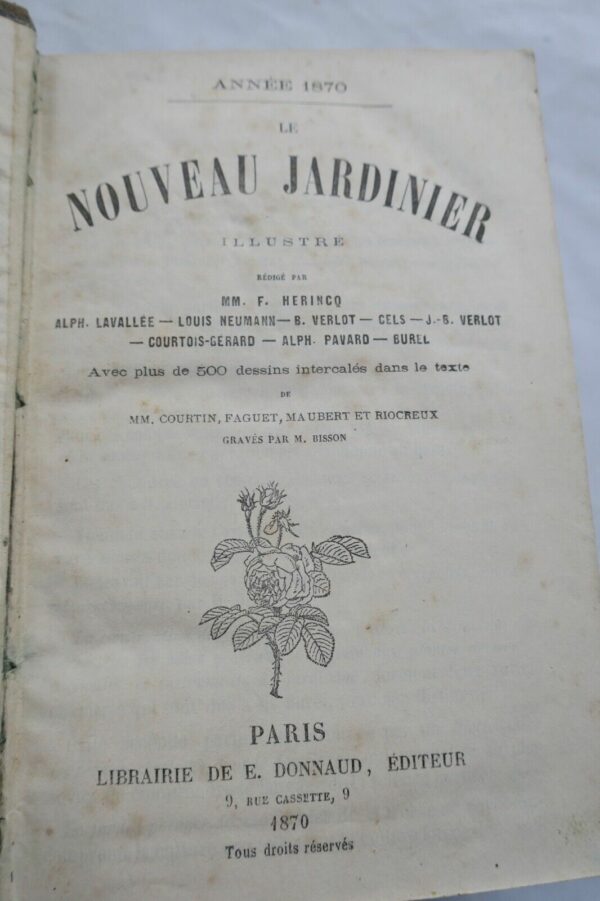 ANNÉE 1870
LE
NOUVEAU JARDINIER
ILLUSTRÉ
RÉDIGÉ PAR
MM. F. HERINCQ
ALPH. LAVALLÉE — LOUIS NEUMANN — B. VERLOT — CELS — J.-B. VERLOT
— COURTOIS-GÉRARD — ALPH. PAVARD — BUREL
Avec plus de 500 dessins intercalés dans le texte
DE
MM. COURTIN, FAGUET, MAUBERT ET RIOCREUX
GRAVÉS PAR M. BISSON
PARIS
LIBRAIRIE DE E. DONNAUD, ÉDITEUR
9, RUE CASSETTE, 9
1870
Tous droits réservés